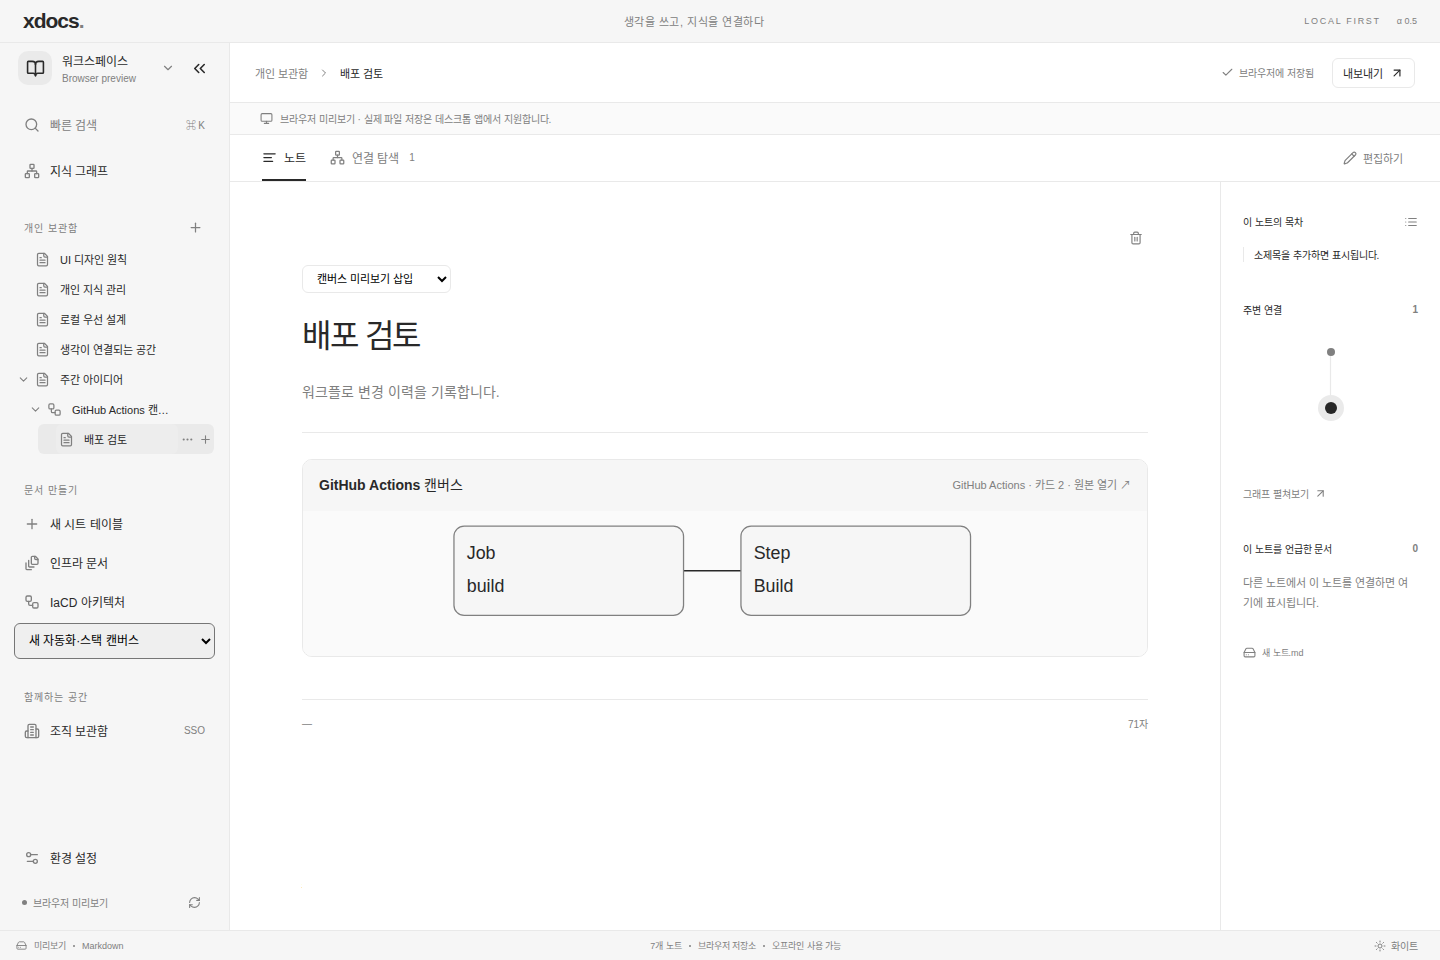 xdocs.
생각을 쓰고, 지식을 연결하다
LOCAL FIRST α 0.5
워크스페이스
Browser preview
빠른 검색 ⌘K
지식 그래프
개인 보관함
UI 디자인 원칙
개인 지식 관리
로컬 우선 설계
생각이 연결되는 공간
주간 아이디어
GitHub Actions 캔...
배포 검토
문서 만들기
새 시트 테이블
인프라 문서
IaCD 아키텍처
새 자동화·스택 캔버스
함께하는 공간
조직 보관함 SSO
환경 설정
브라우저 미리보기
개인 보관함 > 배포 검토
브라우저에 저장됨
내보내기
브라우저 미리보기 · 실제 파일 저장은 데스크톱 앱에서 지원합니다.
노트
연결 탐색 1
편집하기
캔버스 미리보기 삽입
배포 검토
워크플로 변경 이력을 기록합니다.
GitHub Actions 캔버스
GitHub Actions · 카드 2 · 원본 열기 ↗
Job
build
Step
Build
—
71자
이 노트의 목차
소제목을 추가하면 표시됩니다.
주변 연결 1
그래프 펼쳐보기
이 노트를 언급한 문서 0
다른 노트에서 이 노트를 연결하면 여
기에 표시됩니다.
새 노트.md
미리보기 • Markdown
7개 노트 • 브라우저 저장소 • 오프라인 사용 가능
화이트